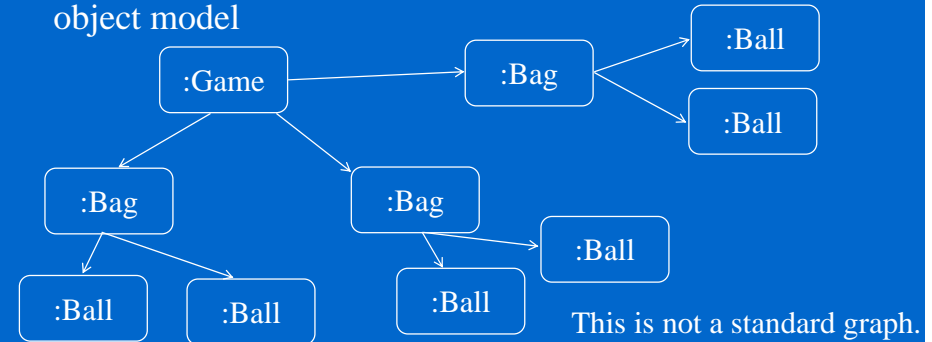 object model
:Ball
:Game
:Bag
:Ball
:Bag
:Bag
:Ball
:Ball
:Ball
:Ball
This is not a standard graph.